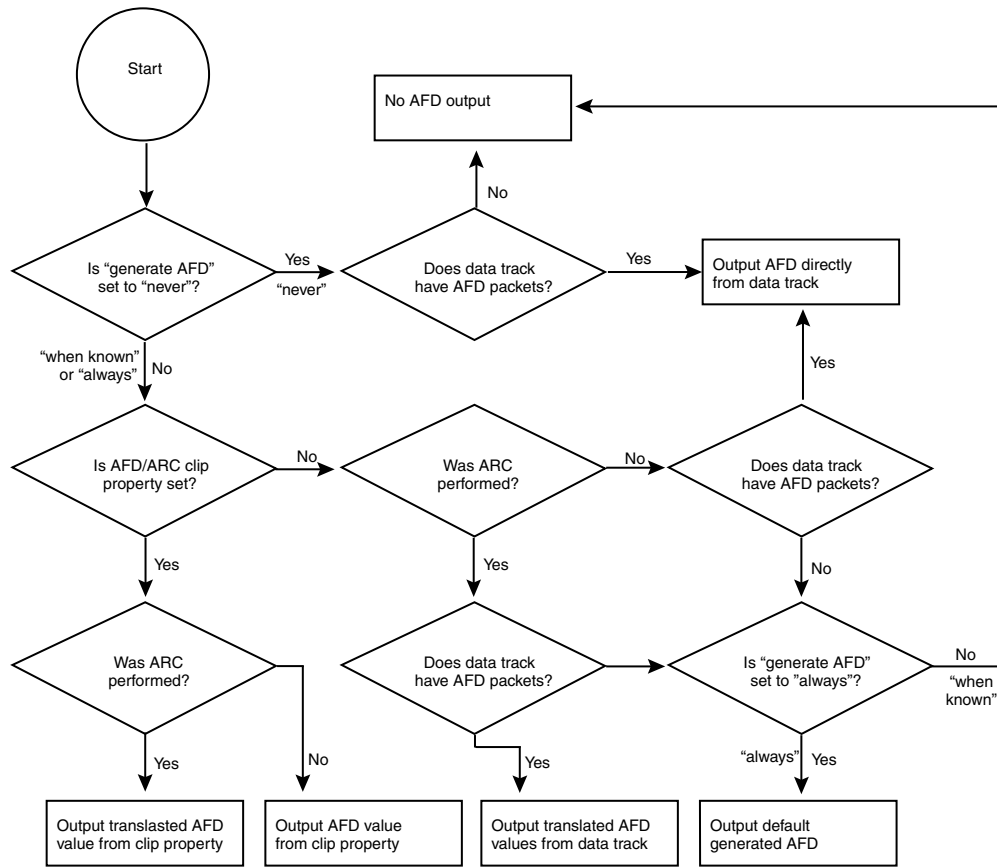 Start
No AFD output
No
Is “generate AFD”
set to “never”?
Yes
“never”
Does data track
have AFD packets?
Yes
Output AFD directly
from data track
“when known”
or “always”
No
Yes
Is AFD/ARC clip
property set?
No
Was ARC
performed?
No
Does data track
have AFD packets?
Yes
Yes
No
Was ARC
performed?
Does data track
have AFD packets?
Is “generate AFD”
set to ”always”?
No
“when
known”
Yes
No
Yes
“always”
Yes
Output translasted AFD
value from clip property
Output AFD value
from clip property
Output translated AFD
values from data track
Output default
generated AFD